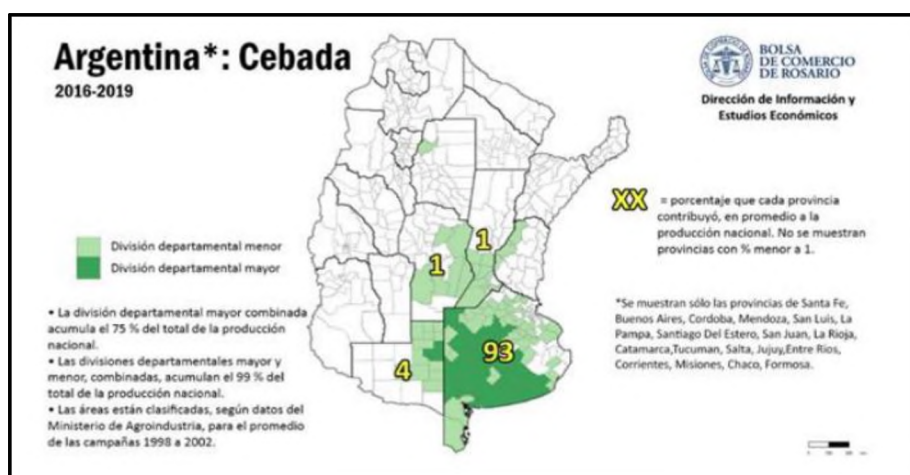 Argentina*: Cebada
2016-2019
BOLSA
DE COMERCIO
DE ROSARIO
Dirección de Información y
Estudios Económicos
XX = porcentaje que cada provincia
contribuyó, en promedio a la
producción nacional. No se muestran
provincias con % menor a 1.
1
1
División departamental menor
División departamental mayor
• La división departamental mayor combinada
acumula el 75 % del total de la producción
nacional.
• Las divisiones departamentales mayor y
menor, combinadas, acumulan el 99 % del
total de la producción nacional.
• Las áreas están clasificadas, según datos del
Ministerio de Agroindustria, para el promedio
de las campañas 1998 a 2002.
93
4
*Se muestran sólo las provincias de Santa Fe,
Buenos Aires, Cordoba, Mendoza, San Luis, La
Pampa, Santiago Del Estero, San Juan, La Rioja,
Catamarca,Tucuman, Salta, Jujuy,Entre Ríos,
Corrientes, Misiones, Chaco, Formosa.